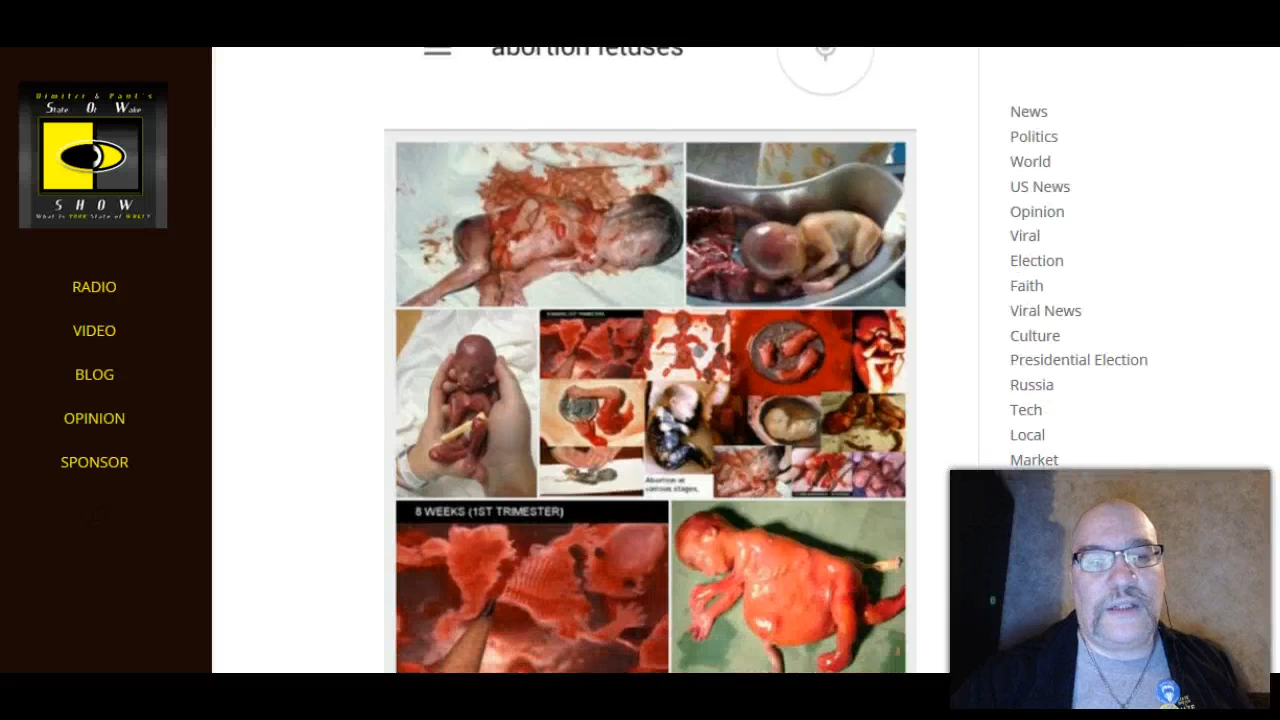 abortion fetuses
Dimiter & Paul's
State Of Wake
SHOW
What Is YOUR State of WAKE?
RADIO
VIDEO
BLOG
OPINION
SPONSOR
Abortion at
various stages.
8 WEEKS (1ST TRIMESTER)
News
Politics
World
US News
Opinion
Viral
Election
Faith
Viral News
Culture
Presidential Election
Russia
Tech
Local
Market